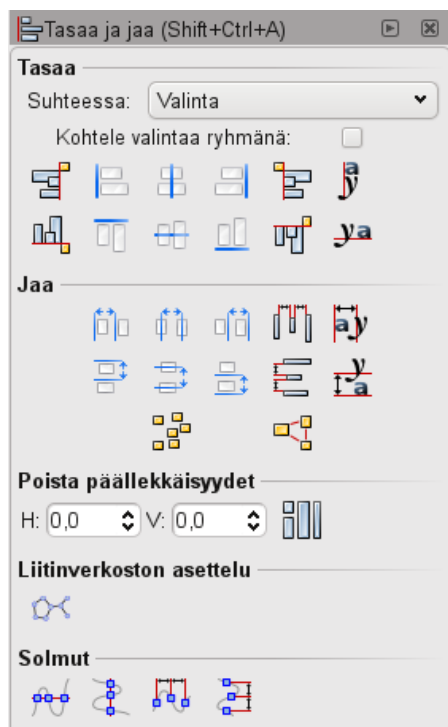 Tasaa ja jaa (Shift+Ctrl+A)
Tasaa
Suhteessa: Valinta
Kohtele valintaa ryhmänä:
Jaa
Poista päällekkäisyydet
H: 0,0 V: 0,0
Liitinverkoston asettelu
Solmut